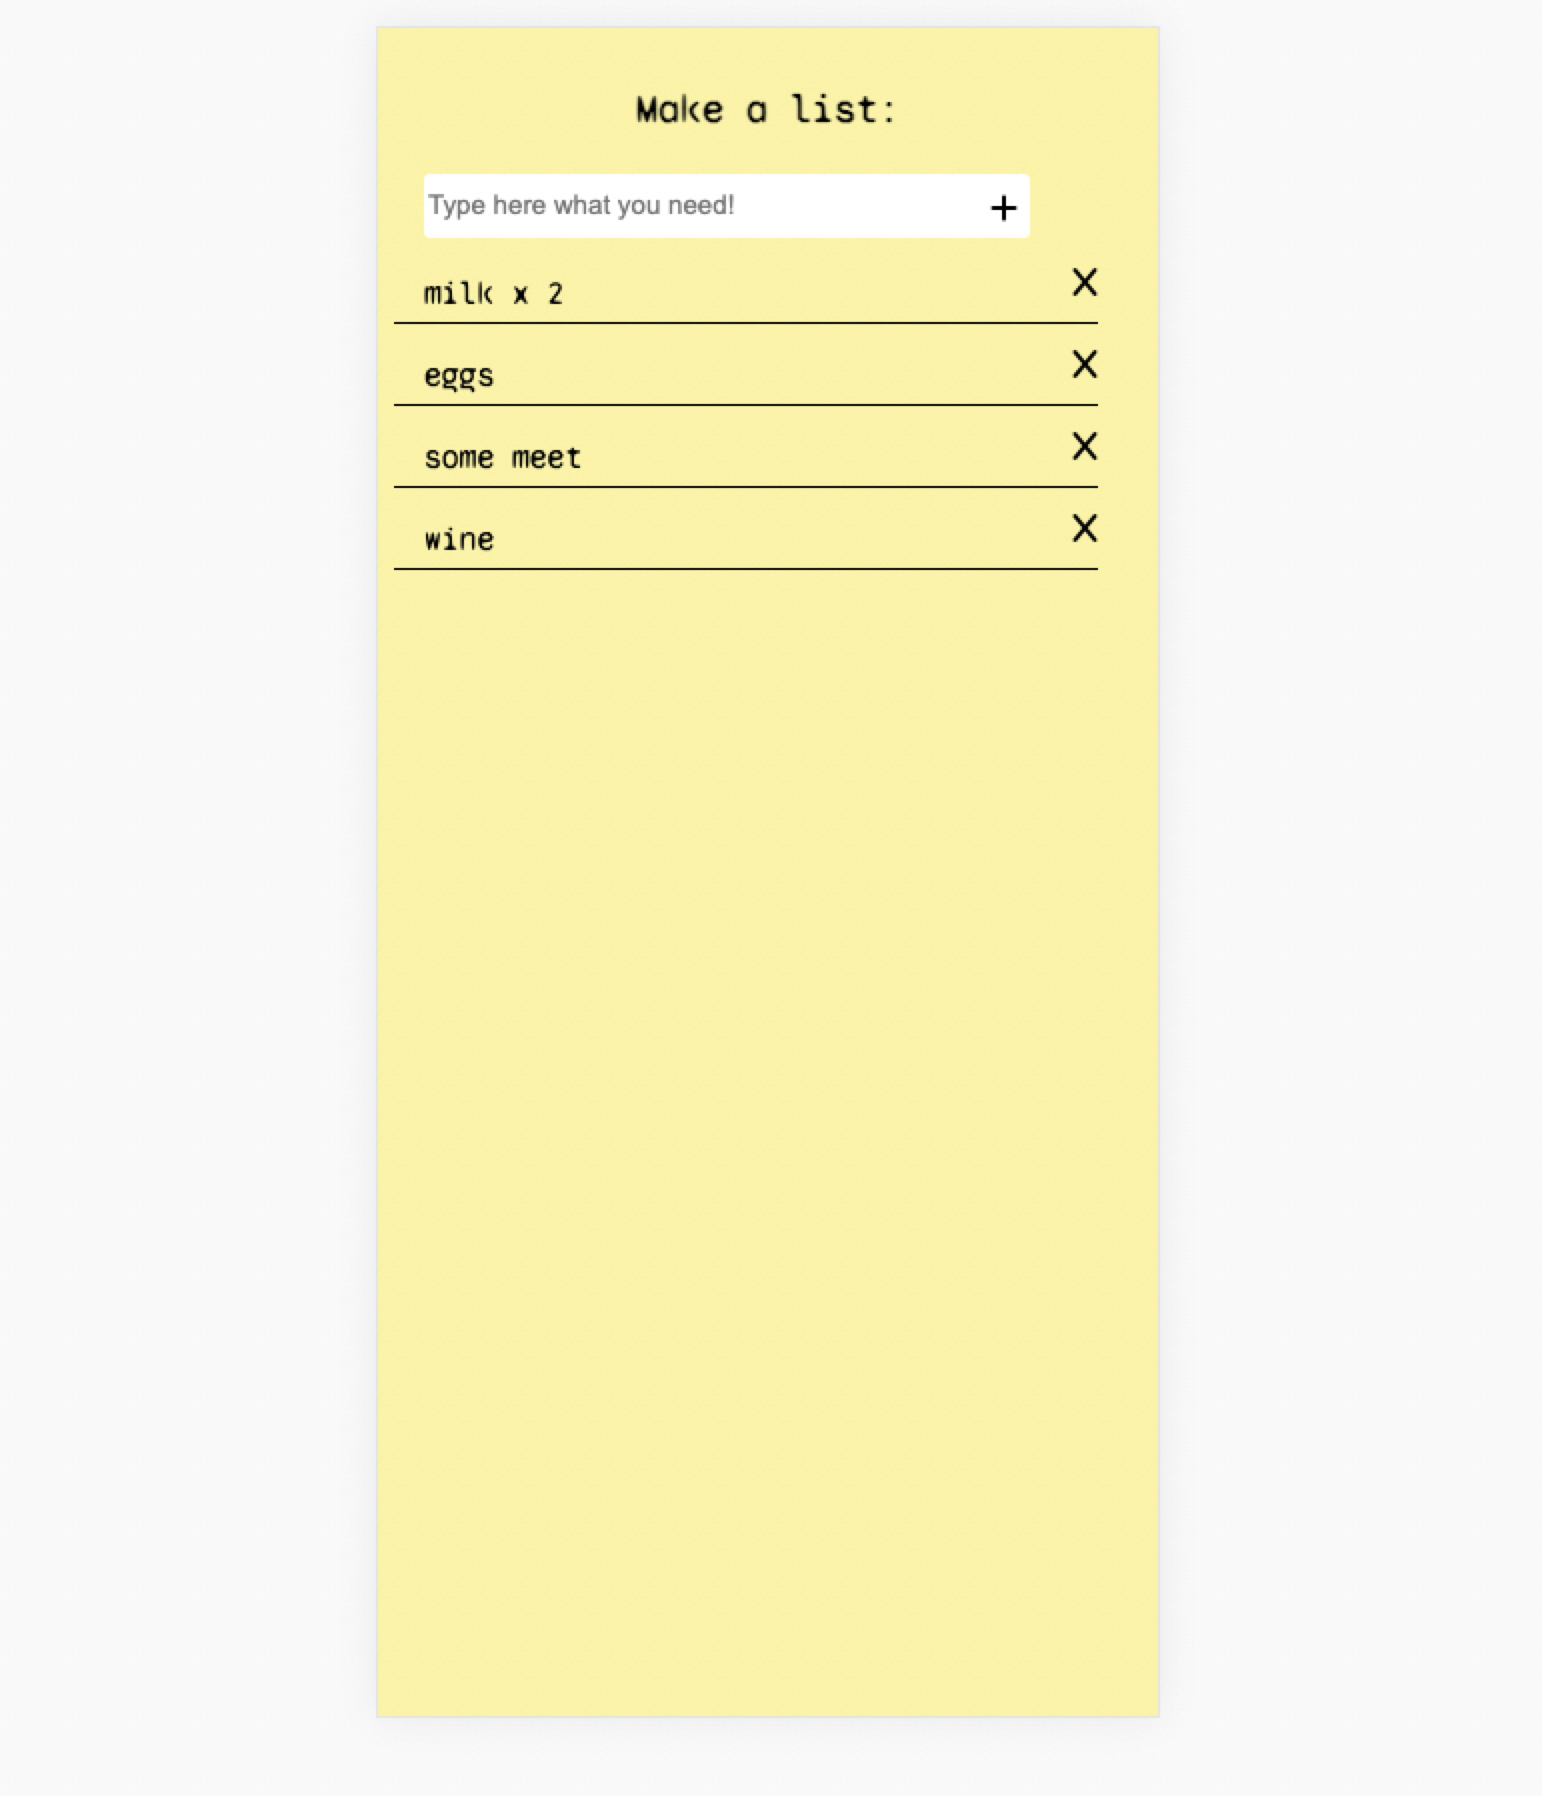 Make a list:
Type here what you need! +
milk x 2 X
eggs X
some meet X
wine X